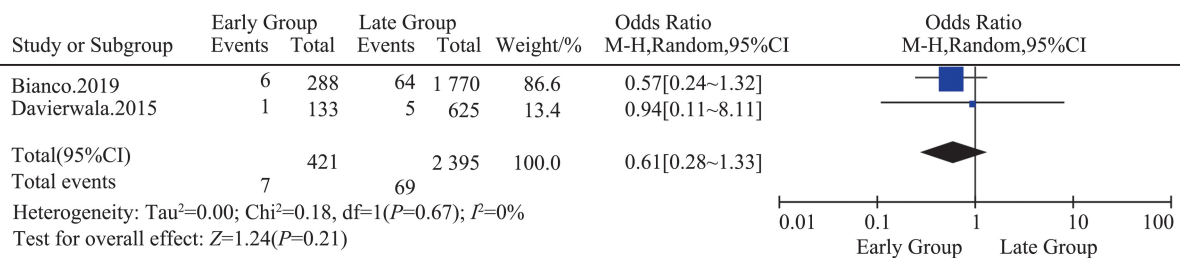 Early Group Late Group Odds Ratio Odds Ratio
Study or Subgroup Events Total Events Total Weight/% M-H,Random,95%CI M-H,Random,95%CI
Bianco.2019 6 288 64 1 770 86.6 0.57[0.24~1.32]
Davierwala.2015 1 133 5 625 13.4 0.94[0.11~8.11]
Total(95%CI) 421 2 395 100.0 0.61[0.28~1.33]
Total events 7 69
Heterogeneity: Tau²=0.00; Chi²=0.18, df=1(P=0.67); I²=0%
Test for overall effect: Z=1.24(P=0.21)
0.01 0.1 1 10 100
Early Group Late Group